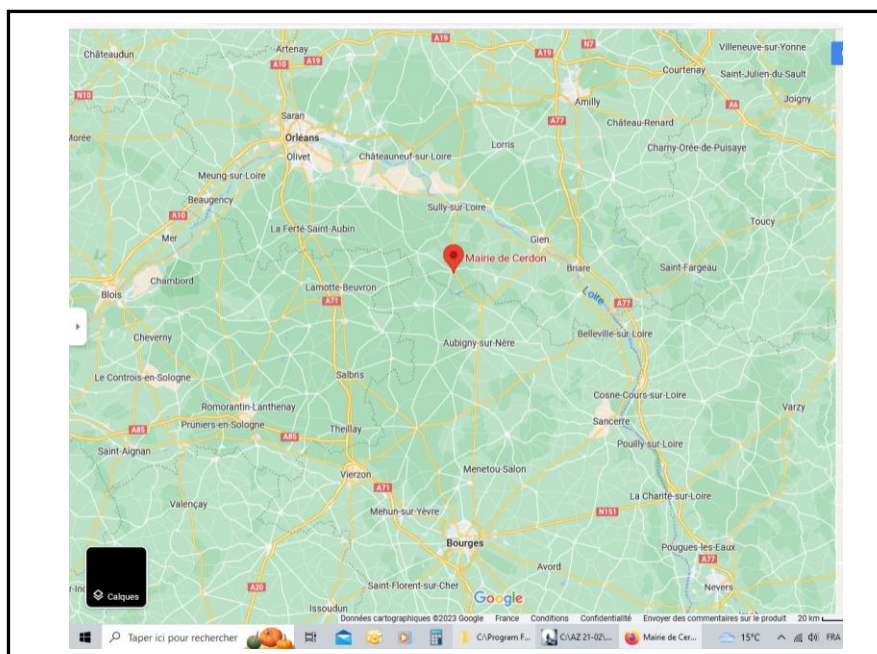 A19
N7
Villeneuve-sur-Yonne
Châteaudun
Artenay
A10
A19
A19
Courtenay
Saint-Julien du Sault
N10
Amilly
A6
Joigny
Saran
A77
Château-Renard
Morée
Orléans
Lorris
Olivet
Châteauneuf-sur-Loire
Charny-Orée-de-Puisaye
Meung-sur-Loire
Beaugency
Sully-sur-Loire
A10
Toucy
Mer
La Ferté-Saint-Aubin
Gien
Mairie de Cerdon
Briare
Saint-Fargeau
Chambord
Lamotte-Beuvron
Blois
A71
Loire
A77
Cheverny
Aubigny-sur-Nère
Belleville-sur-Loire
Le Controis-en-Sologne
Salbris
Cosne-Cours-sur-Loire
Romorantin-Lanthenay
Varzy
Pruniers-en-Sologne
Theillay
Sancerre
A85
A85
Saint-Aignan
Pouilly-sur-Loire
Vierzon
Menetou-Salon
A71
La Charité-sur-Loire
Valençay
Mehun-sur-Yèvre
N151
Bourges
Pougues-les-Eaux
A77
Avord
A20
Saint-Florent-sur-Cher
Nevers
Calques
Google
Issoudun
Données cartographiques ©2023 Google France Conditions Confidentialité Envoyer des commentaires sur le produit 20 km
Taper ici pour rechercher
C:\Program F...
C:\AZ 21-02\...
Mairie de Cer...
15°C
FRA